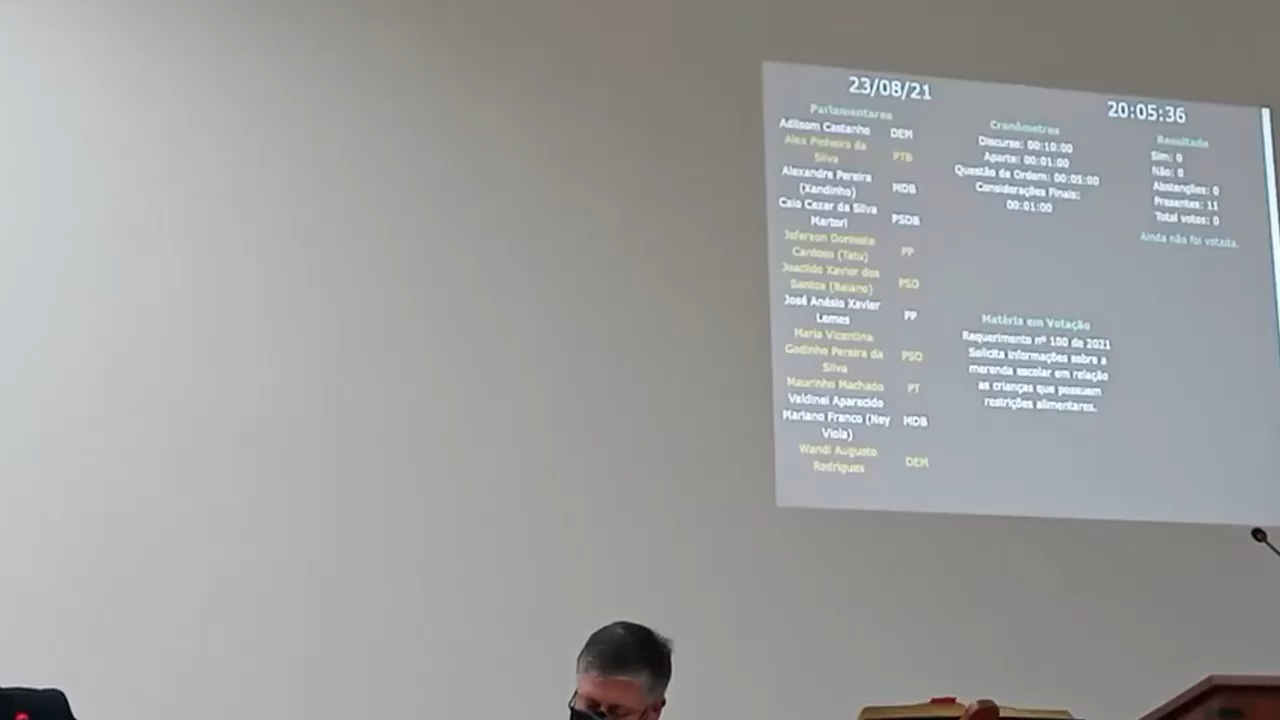 23/08/21
20:05:36
Parlamentares
Adilsom Castanho DEM
Alex Pinheiro da
Silva PTB
Alexandre Pereira
(Xandinho) MDB
Caio Cezar da Silva
Martori PSDB
Joferson Donisete
Cardoso (Tatu) PP
Joacildo Xavier dos
Santos (Baiano) PSD
José Anésio Xavier
Lemes PP
Maria Vicentina
Godinho Pereira da
Silva PSD
Maurinho Machado PT
Valdinei Aparecido
Mariano Franco (Ney
Viola) MDB
Wandi Augusto
Rodrigues DEM
Cronômetros
Discurso: 00:10:00
Aparte: 00:01:00
Questão de Ordem: 00:05:00
Considerações Finais:
00:01:00
Matéria em Votação
Requerimento nº 100 de 2021
Solicita informações sobre a
merenda escolar em relação
as crianças que possuem
restrições alimentares.
Resultado
Sim: 0
Não: 0
Abstenções: 0
Presentes: 11
Total votos: 0
Ainda não foi votada.